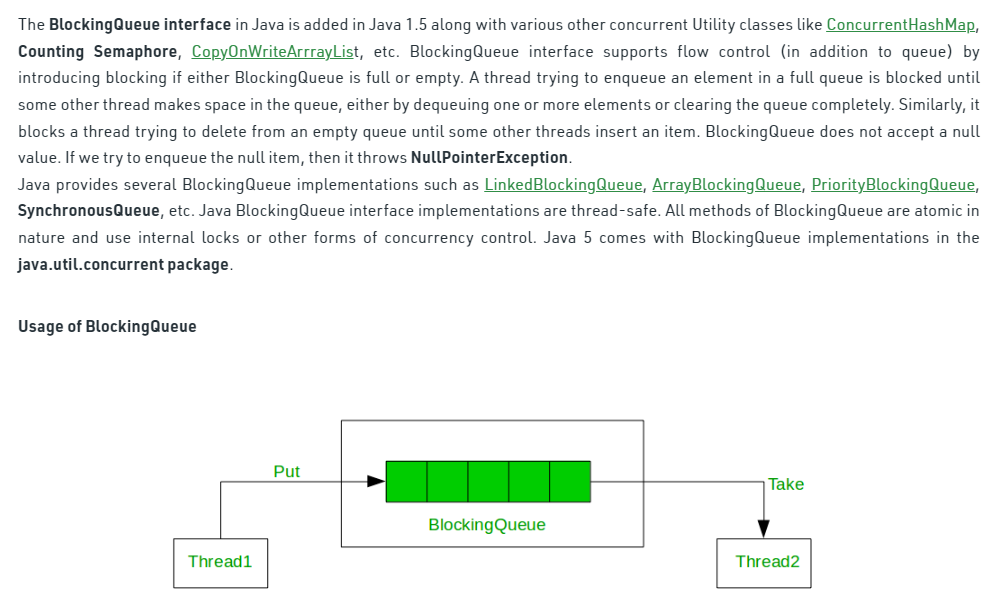 The BlockingQueue interface in Java is added in Java 1.5 along with various other concurrent Utility classes like ConcurrentHashMap,
Counting Semaphore, CopyOnWriteArrrayList, etc. BlockingQueue interface supports flow control (in addition to queue) by
introducing blocking if either BlockingQueue is full or empty. A thread trying to enqueue an element in a full queue is blocked until
some other thread makes space in the queue, either by dequeuing one or more elements or clearing the queue completely. Similarly, it
blocks a thread trying to delete from an empty queue until some other threads insert an item. BlockingQueue does not accept a null
value. If we try to enqueue the null item, then it throws NullPointerException.
Java provides several BlockingQueue implementations such as LinkedBlockingQueue, ArrayBlockingQueue, PriorityBlockingQueue,
SynchronousQueue, etc. Java BlockingQueue interface implementations are thread-safe. All methods of BlockingQueue are atomic in
nature and use internal locks or other forms of concurrency control. Java 5 comes with BlockingQueue implementations in the
java.util.concurrent package.
Usage of BlockingQueue
Put
Take
BlockingQueue
Thread1
Thread2